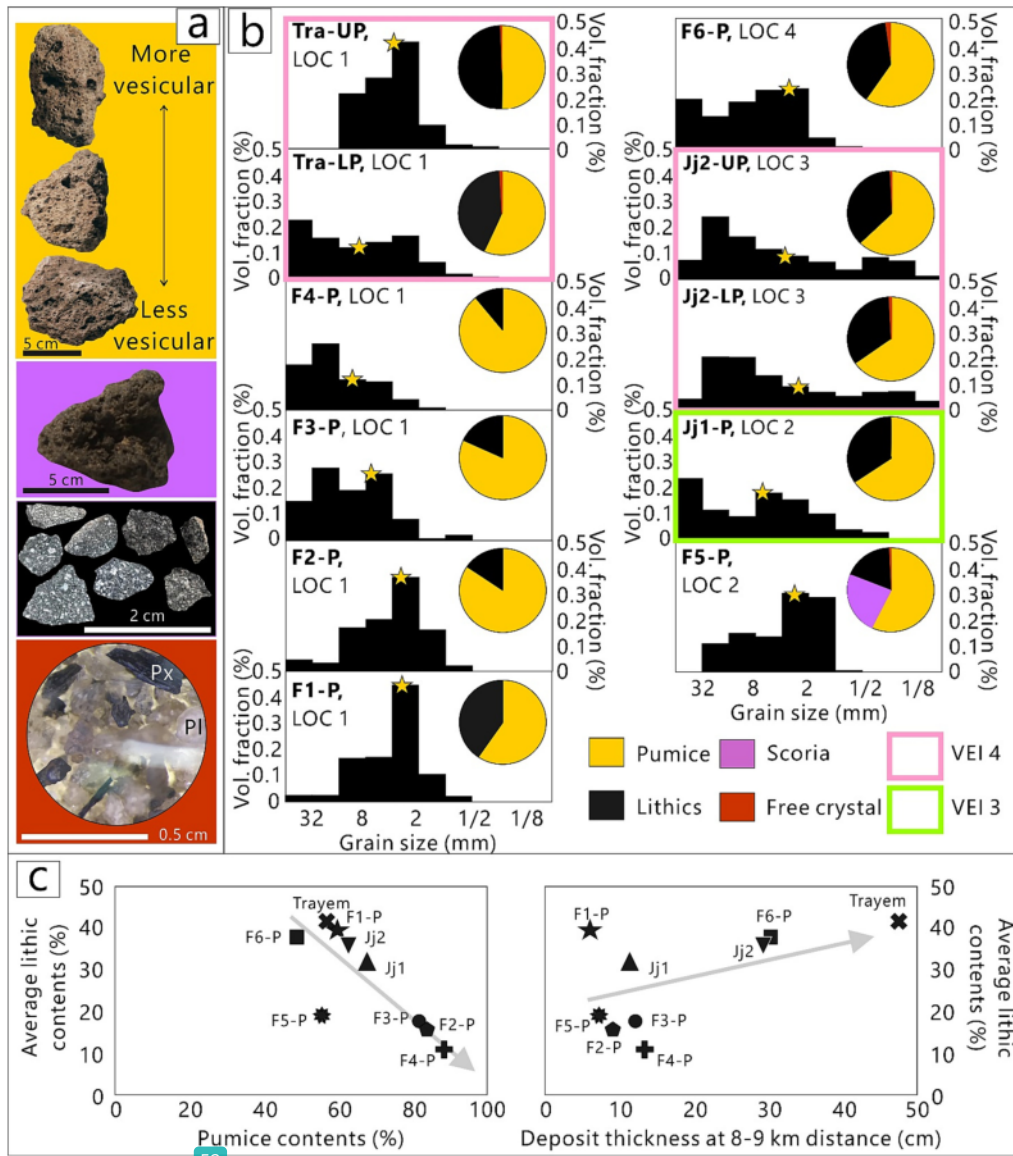 a
More
vesicular
Less
vesicular
5 cm
5 cm
2 cm
Px
Pl
0.5 cm
b
Tra-UP,
LOC 1
0.5
0.4
0.3
0.2
0.1
0
Vol. fraction
(%)
Tra-LP, LOC 1
Vol. fraction (%)
0.5
0.4
0.3
0.2
0.1
0
F4-P, LOC 1
0.5
0.4
0.3
0.2
0.1
0
Vol. fraction
(%)
F3-P, LOC 1
Vol. fraction (%)
0.5
0.4
0.3
0.2
0.1
0
F2-P,
LOC 1
0.5
0.4
0.3
0.2
0.1
0
Vol. fraction
(%)
F1-P,
LOC 1
Vol. fraction (%)
0.5
0.4
0.3
0.2
0.1
0
32 8 2 1/2 1/8
Grain size (mm)
F6-P, LOC 4
0.5
0.4
0.3
0.2
0.1
0
Vol. fraction
(%)
Jj2-UP, LOC 3
Vol. fraction (%)
0.5
0.4
0.3
0.2
0.1
0
Jj2-LP, LOC 3
0.5
0.4
0.3
0.2
0.1
0
Vol. fraction
(%)
Jj1-P, LOC 2
Vol. fraction (%)
0.5
0.4
0.3
0.2
0.1
0
F5-P,
LOC 2
0.5
0.4
0.3
0.2
0.1
0
Vol. fraction
(%)
32 8 2 1/2 1/8
Grain size (mm)
Pumice Scoria VEI 4
Lithics Free crystal VEI 3
c
Average lithic
contents (%)
50
40
30
20
10
0
Trayem
F1-P
F6-P
Jj2
Jj1
F5-P
F3-P
F2-P
F4-P
0 20 40 60 80 100
Pumice contents (%)
F1-P
F6-P
Trayem
Jj2
Jj1
F5-P
F3-P
F2-P
F4-P
50
40
30
20
10
0
Average lithic
contents (%)
0 10 20 30 40 50
Deposit thickness at 8-9 km distance (cm)